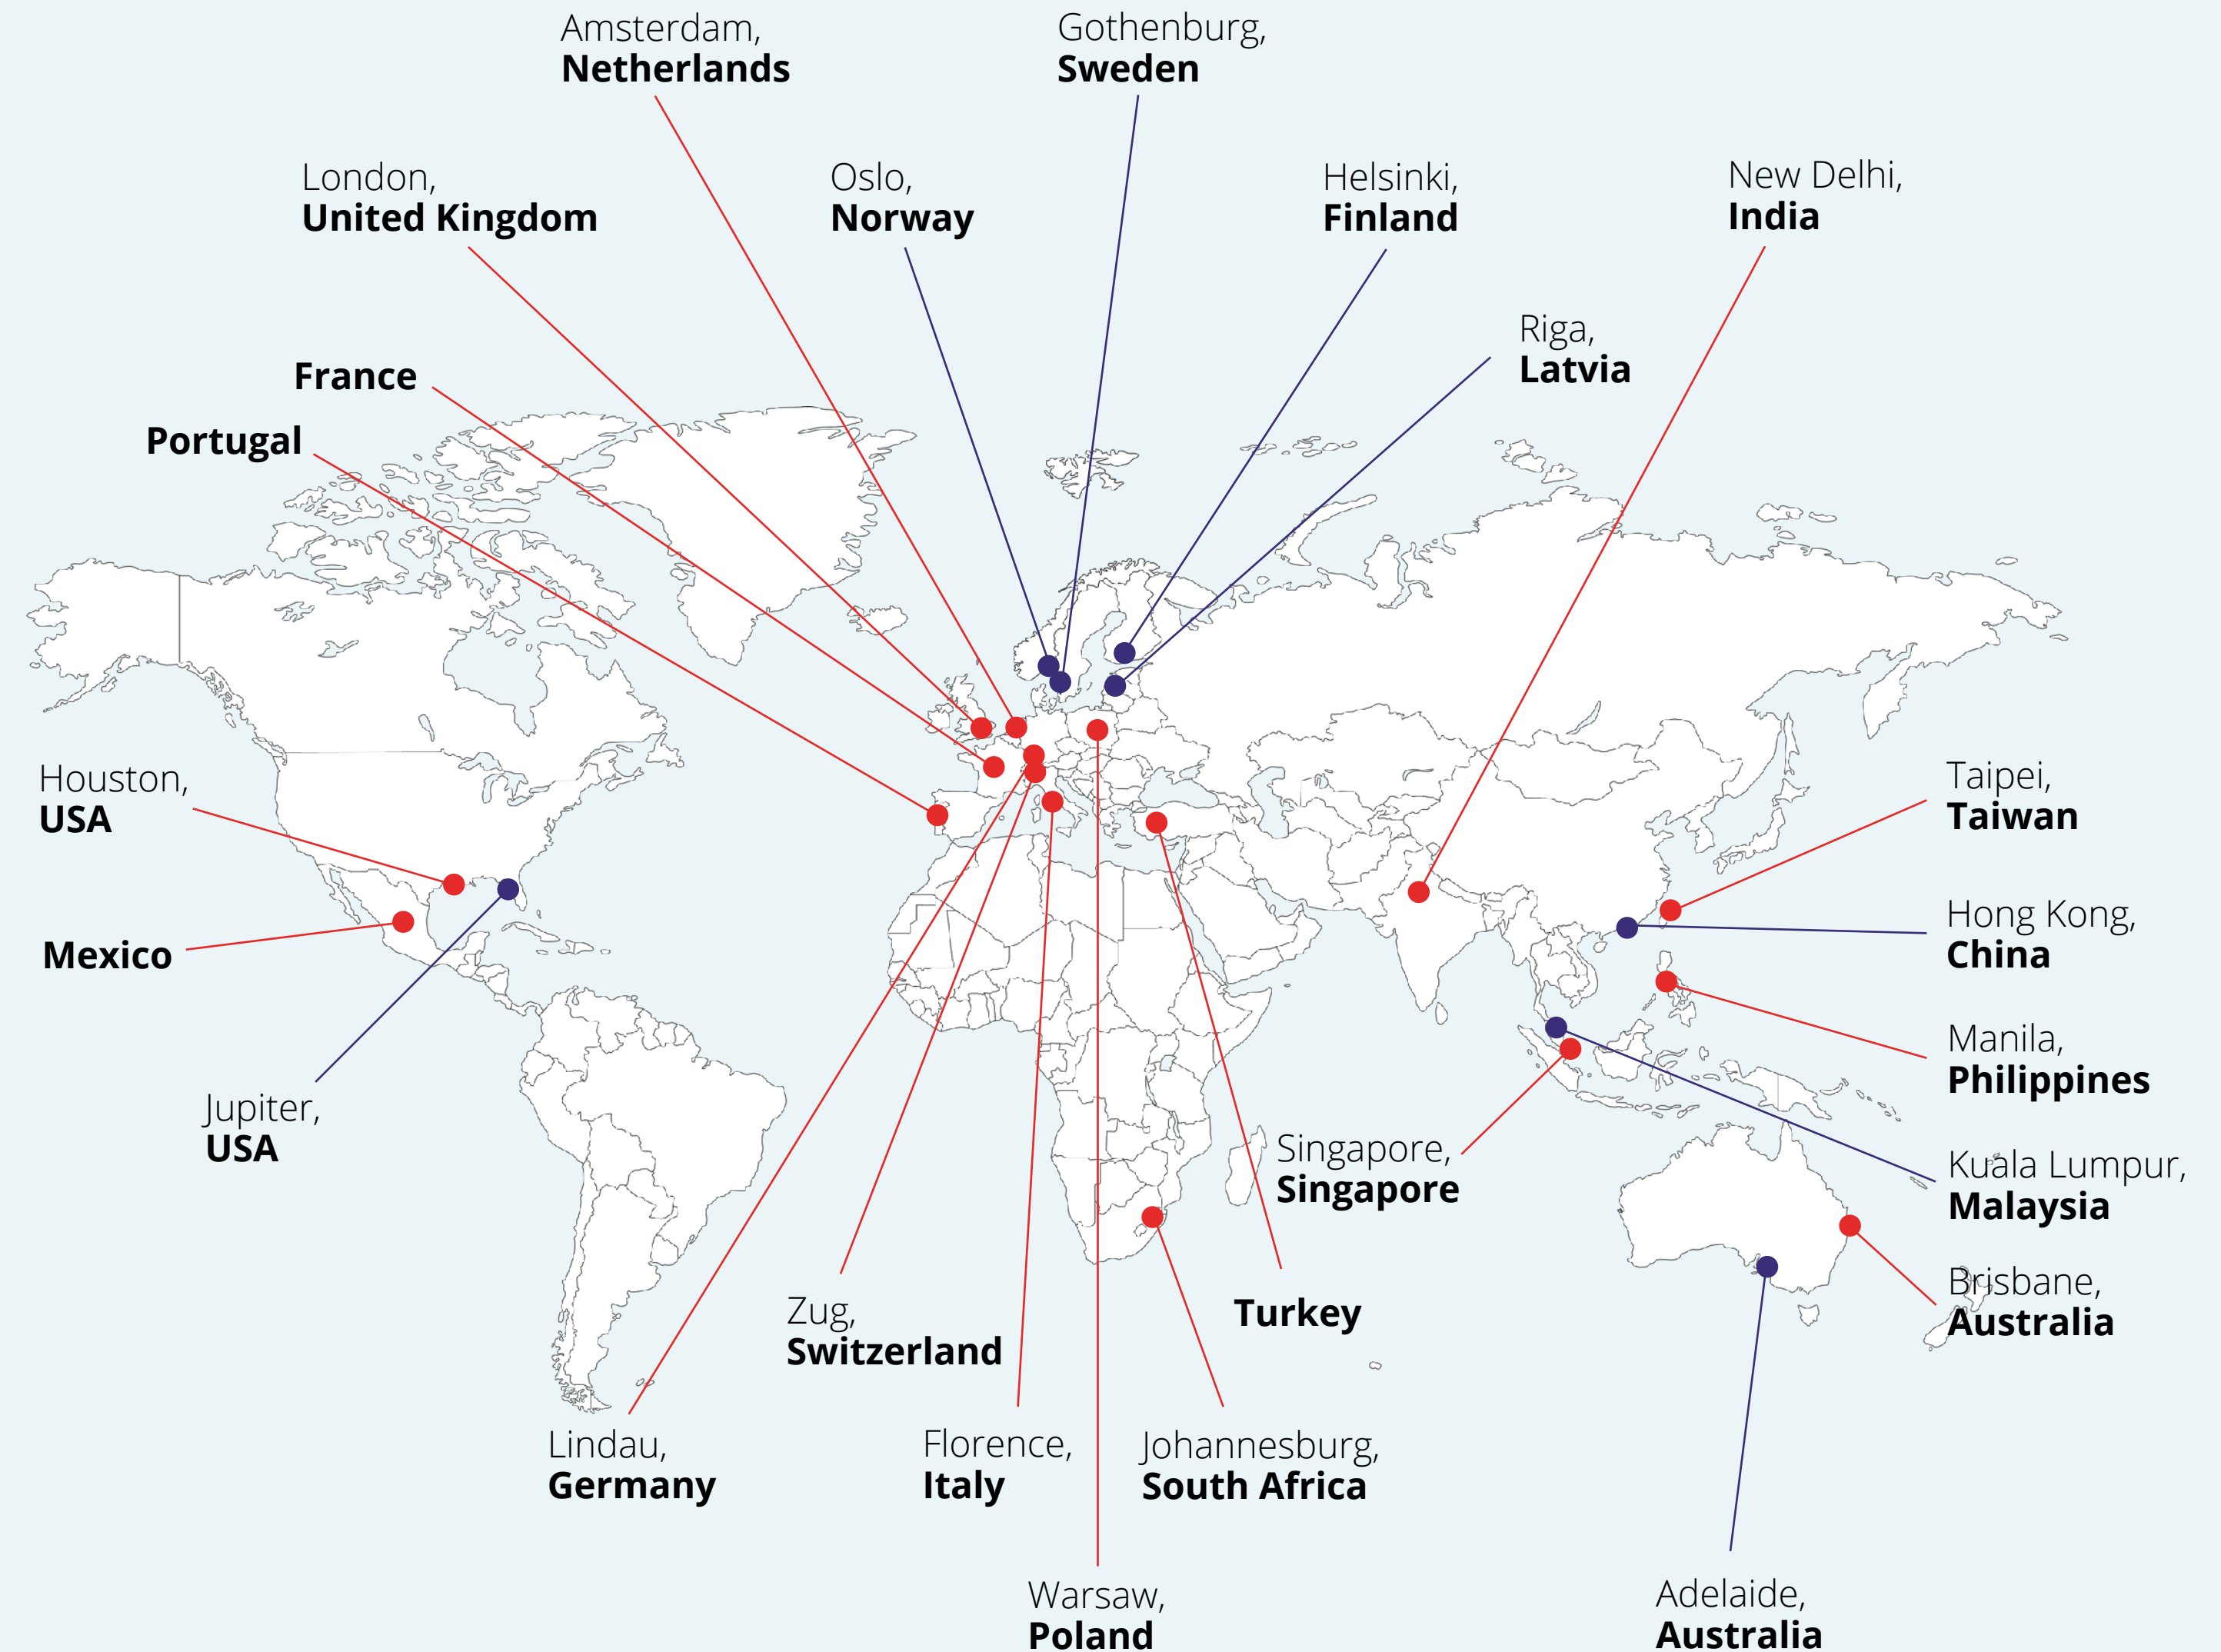 Amsterdam,
Netherlands
Gothenburg,
Sweden
London,
United Kingdom
Oslo,
Norway
Helsinki,
Finland
New Delhi,
India
Riga,
Latvia
France
Portugal
Houston,
USA
Taipei,
Taiwan
Mexico
Hong Kong,
China
Manila,
Philippines
Jupiter,
USA
Singapore,
Singapore
Kuala Lumpur,
Malaysia
Zug,
Switzerland
Turkey
Brisbane,
Australia
Lindau,
Germany
Florence,
Italy
Johannesburg,
South Africa
Warsaw,
Poland
Adelaide,
Australia